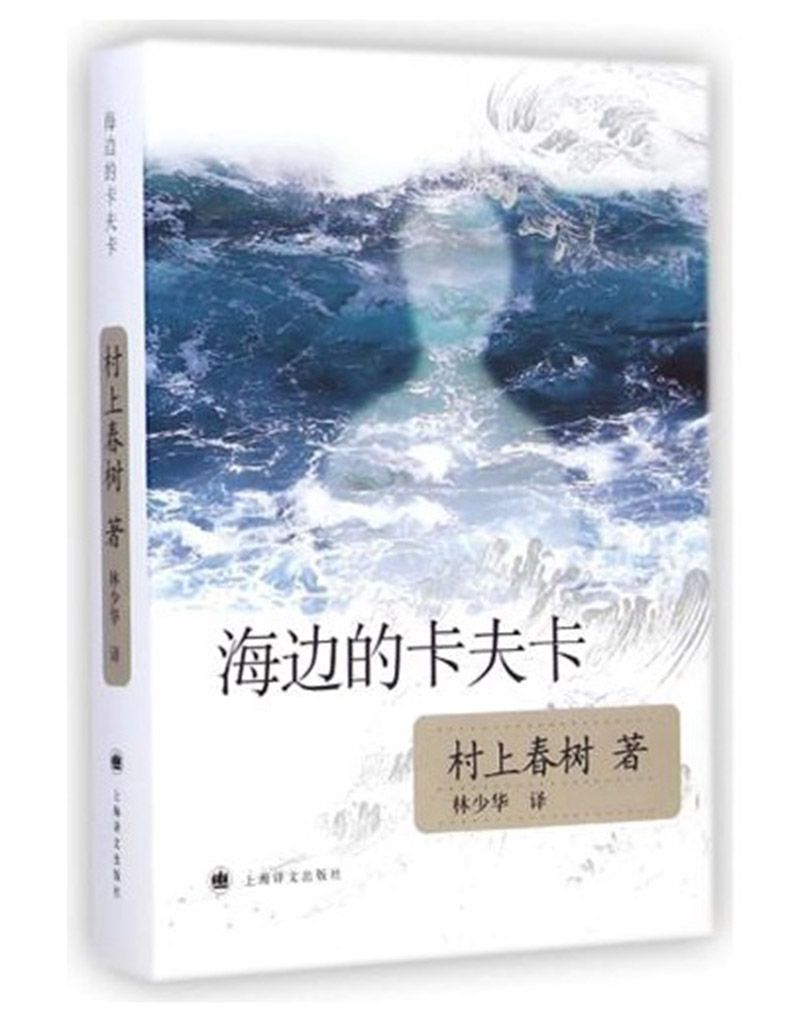 海边的卡夫卡
村上春树 著
林少华 译
上海译文出版社
海边的卡夫卡
村上春树 著
林少华 译
上海译文出版社